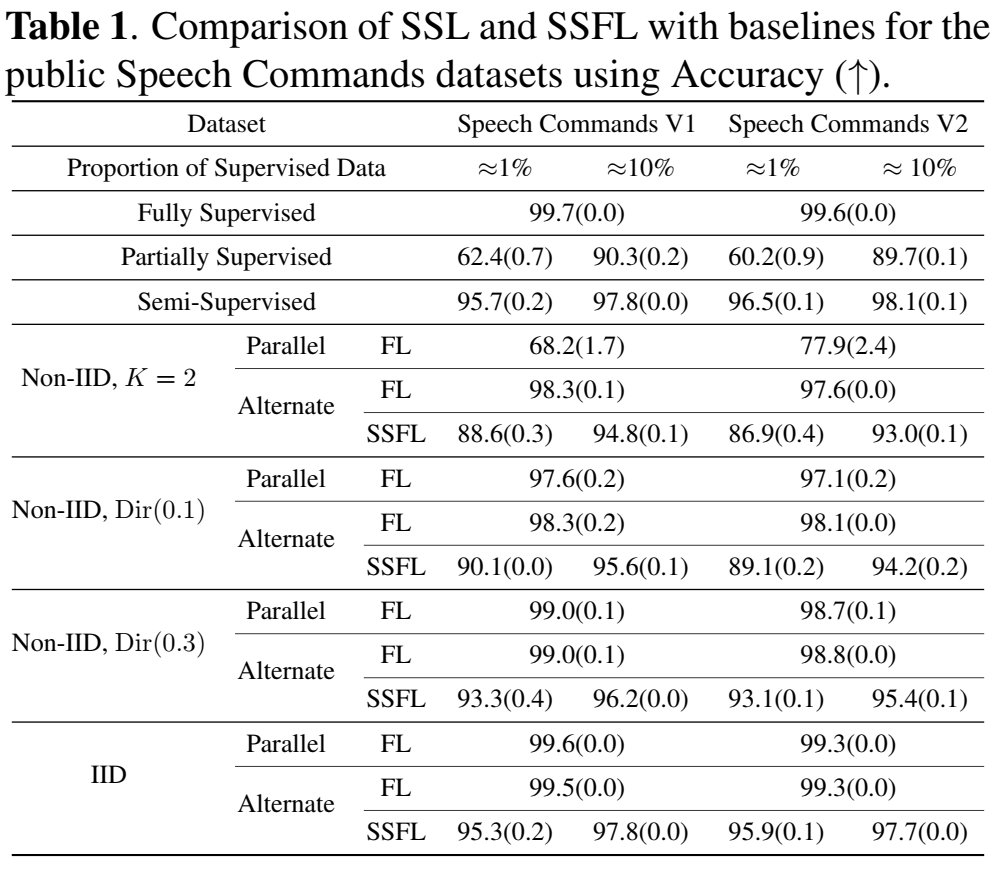 Table 1. Comparison of SSL and SSFL with baselines for the
public Speech Commands datasets using Accuracy (↑).
Dataset Speech Commands V1 Speech Commands V2
Proportion of Supervised Data ≈1% ≈10% ≈1% ≈ 10%
Fully Supervised 99.7(0.0) 99.6(0.0)
Partially Supervised 62.4(0.7) 90.3(0.2) 60.2(0.9) 89.7(0.1)
Semi-Supervised 95.7(0.2) 97.8(0.0) 96.5(0.1) 98.1(0.1)
Non-IID, K = 2 Parallel FL 68.2(1.7) 77.9(2.4)
Alternate FL 98.3(0.1) 97.6(0.0)
SSFL 88.6(0.3) 94.8(0.1) 86.9(0.4) 93.0(0.1)
Non-IID, Dir(0.1) Parallel FL 97.6(0.2) 97.1(0.2)
Alternate FL 98.3(0.2) 98.1(0.0)
SSFL 90.1(0.0) 95.6(0.1) 89.1(0.2) 94.2(0.2)
Non-IID, Dir(0.3) Parallel FL 99.0(0.1) 98.7(0.1)
Alternate FL 99.0(0.1) 98.8(0.0)
SSFL 93.3(0.4) 96.2(0.0) 93.1(0.1) 95.4(0.1)
IID Parallel FL 99.6(0.0) 99.3(0.0)
Alternate FL 99.5(0.0) 99.3(0.0)
SSFL 95.3(0.2) 97.8(0.0) 95.9(0.1) 97.7(0.0)